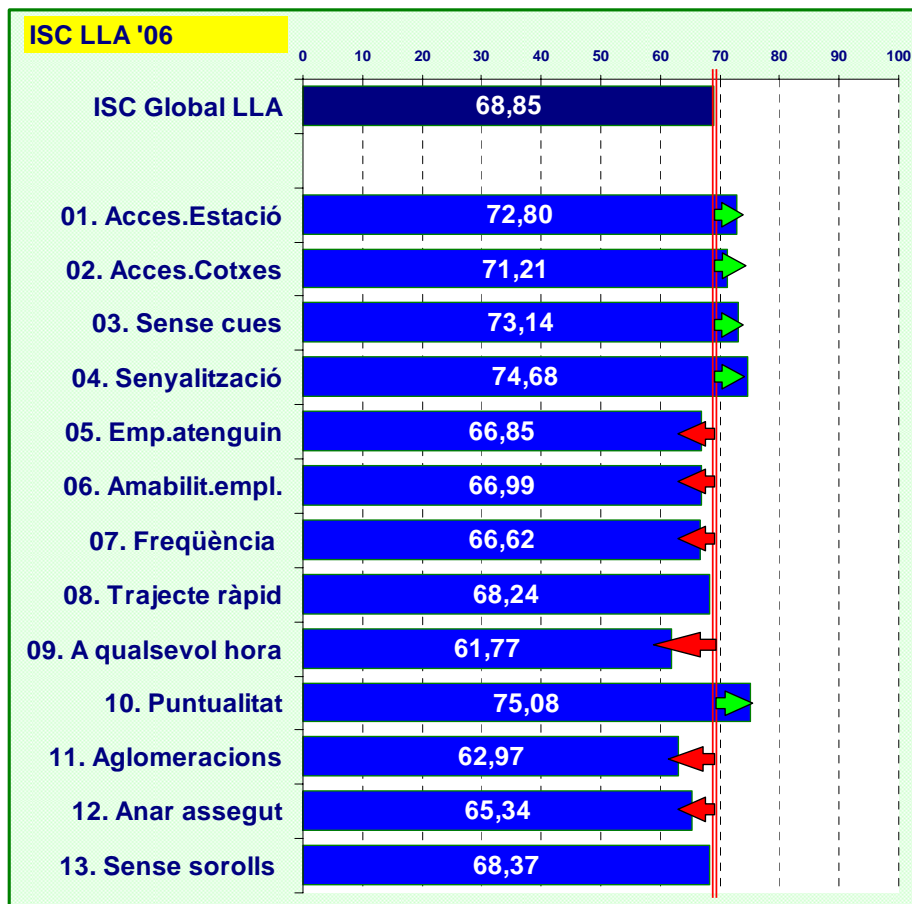 ISC LLA '06
0 10 20 30 40 50 60 70 80 90 100
ISC Global LLA 68,85
01. Acces.Estació 72,80
02. Acces.Cotxes 71,21
03. Sense cues 73,14
04. Senyalització 74,68
05. Emp.atenguin 66,85
06. Amabilit.empl. 66,99
07. Freqüència 66,62
08. Trajecte ràpid 68,24
09. A qualsevol hora 61,77
10. Puntualitat 75,08
11. Aglomeracions 62,97
12. Anar assegut 65,34
13. Sense sorolls 68,37